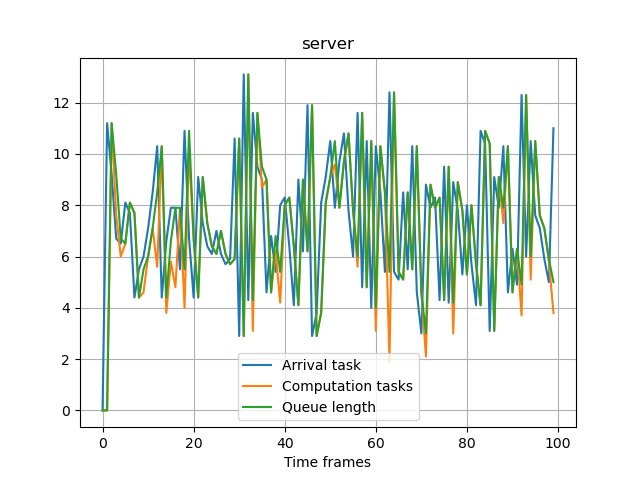 server
12
10
8
6
4
2
0
Arrival task
Computation tasks
Queue length
0 20 40 60 80 100
Time frames